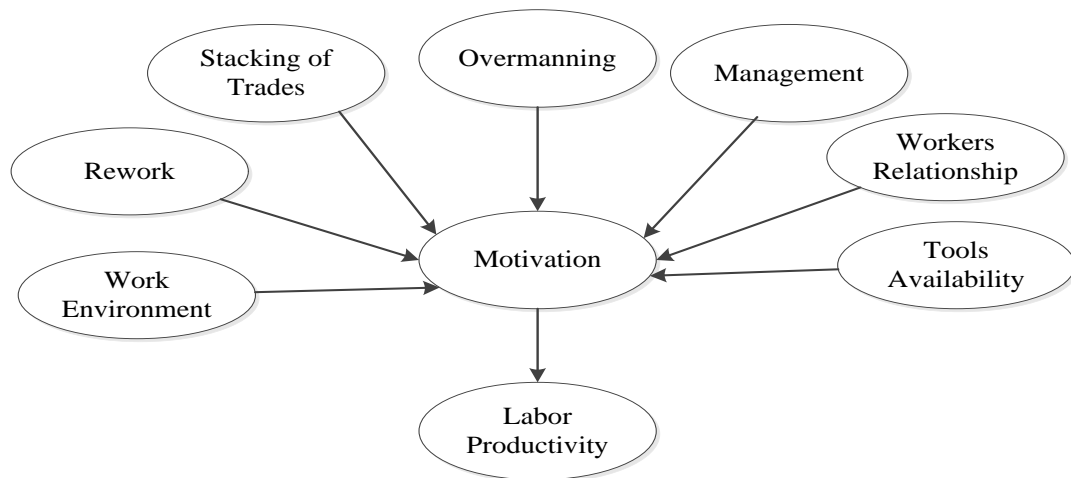 Stacking of
Trades
Overmanning
Management
Rework
Workers
Relationship
Motivation
Work
Environment
Tools
Availability
Labor
Productivity